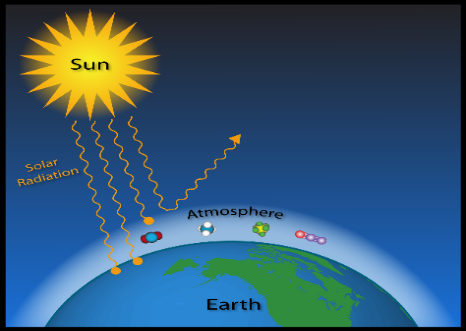 Sun
Solar
Radiation
Atmosphere
Earth